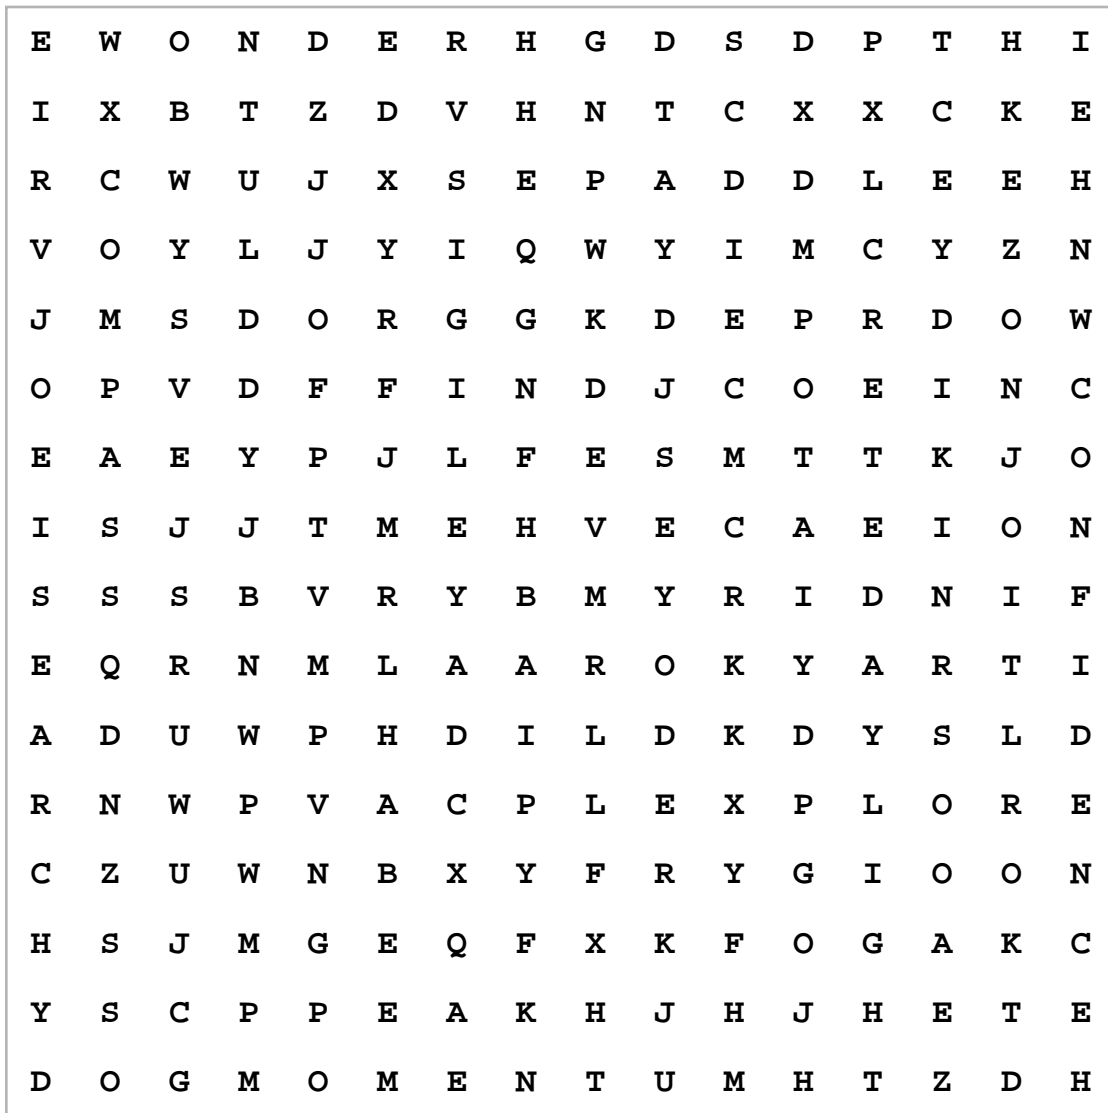 E W O N D E R H G D S D P T H I
I X B T Z D V H N T C X X C K E
R C W U J X S E P A D D L E E H
V O Y L J Y I Q W Y I M C Y Z N
J M S D O R G G K D E P R D O W
O P V D F F I N D J C O E I N C
E A E Y P J L F E S M T T K J O
I S J J T M E H V E C A E I O N
S S S B V R Y B M Y R I D N I F
E Q R N M L A A R O K Y A R T I
A D U W P H D I L D K D Y S L D
R N W P V A C P L E X P L O R E
C Z U W N B X Y F R Y G I O O N
H S J M G E Q F X K F O G A K C
Y S C P P E A K H J H J H E T E
D O G M O M E N T U M H T Z D H